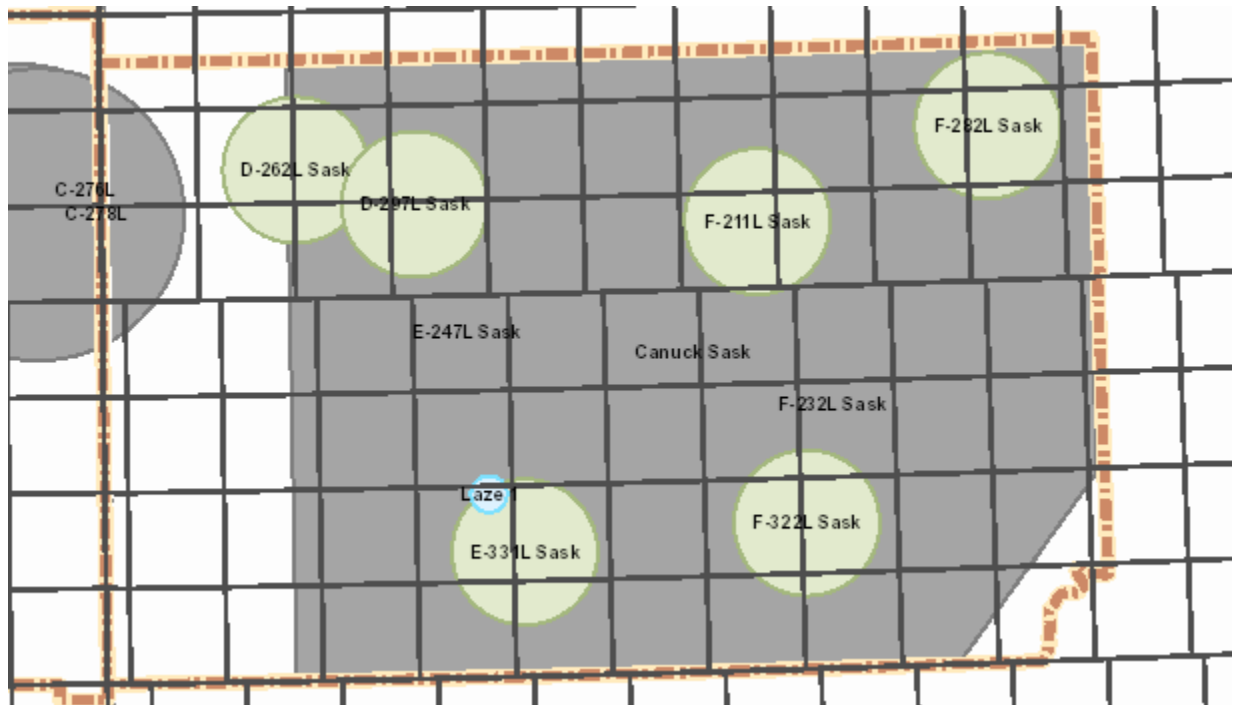 F-282L Sask
D-262L Sask
C-276L
D-297L Sask
C-278L
F-211L Sask
E-247L Sask
Canuck Sask
F-232L Sask
Laze 1
F-322L Sask
E-331L Sask